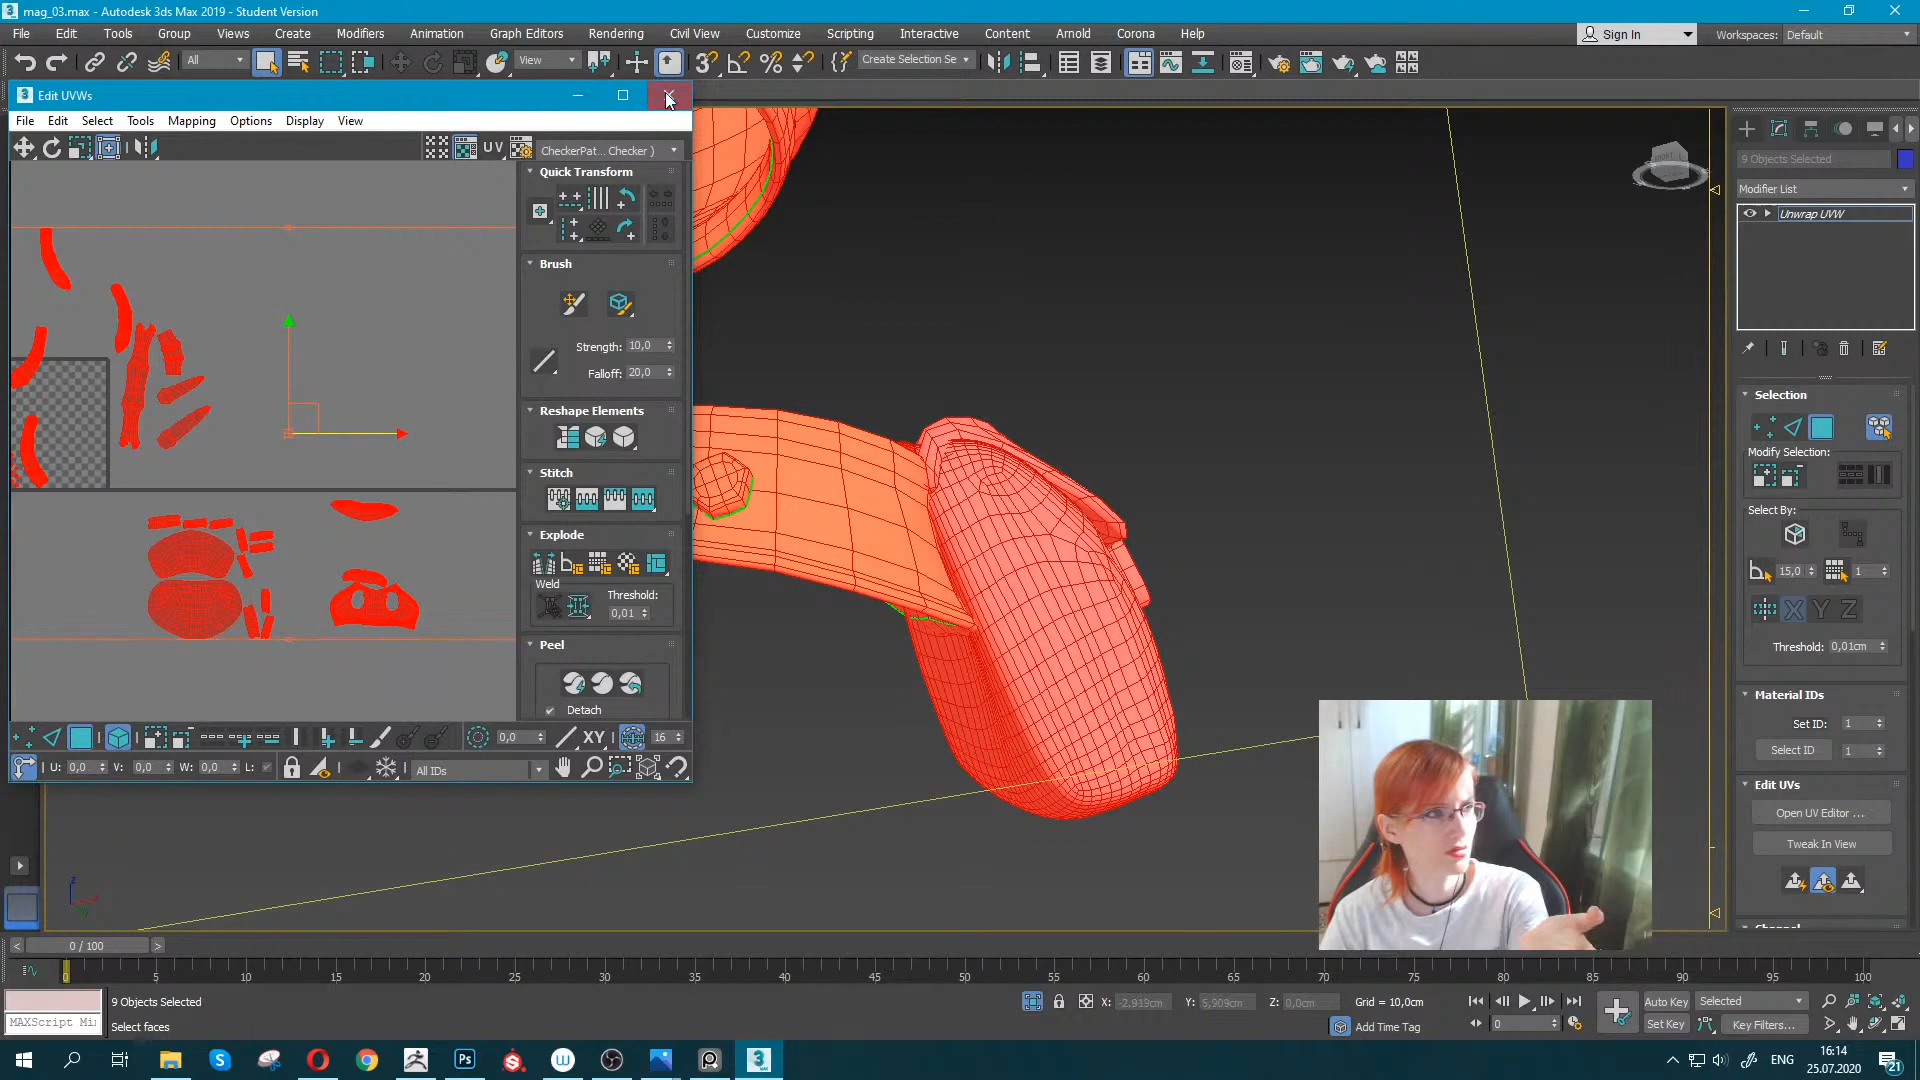 mag_03.max - Autodesk 3ds Max 2019 - Student Version
File Edit Tools Group Views Create Modifiers Animation Graph Editors Rendering Civil View Customize Scripting Interactive Content Arnold Corona Help
Sign In Workspaces: Default
All View Create Selection Se
Edit UVWs
File Edit Select Tools Mapping Options Display View
UV CheckerPat... Checker )
Quick Transform
Brush
Strength: 10,0
Falloff: 20,0
Reshape Elements
Stitch
Explode
Weld Threshold:
0,01
Peel
Detach
0,0 XY 16
U: 0,0 V: 0,0 W: 0,0 L: All IDs
9 Objects Selected
Modifier List
Unwrap UVW
Selection
Modify Selection:
Select By:
15,0 1
X Y Z
Threshold: 0,01cm
Material IDs
Set ID: 1
Select ID 1
Edit UVs
Open UV Editor ...
Tweak In View
0 / 100
0 5 10 15 20 25 30 35 40 45 50 55 60 65 70 75 80 85 90 95 100
9 Objects Selected X: -2,919cm Y: 5,909cm Z: 0,0cm Grid = 10,0cm Auto Key Selected
MAXScript Mi
Select faces Add Time Tag 0 Set Key Key Filters...
ENG 16:14
25.07.2020
21